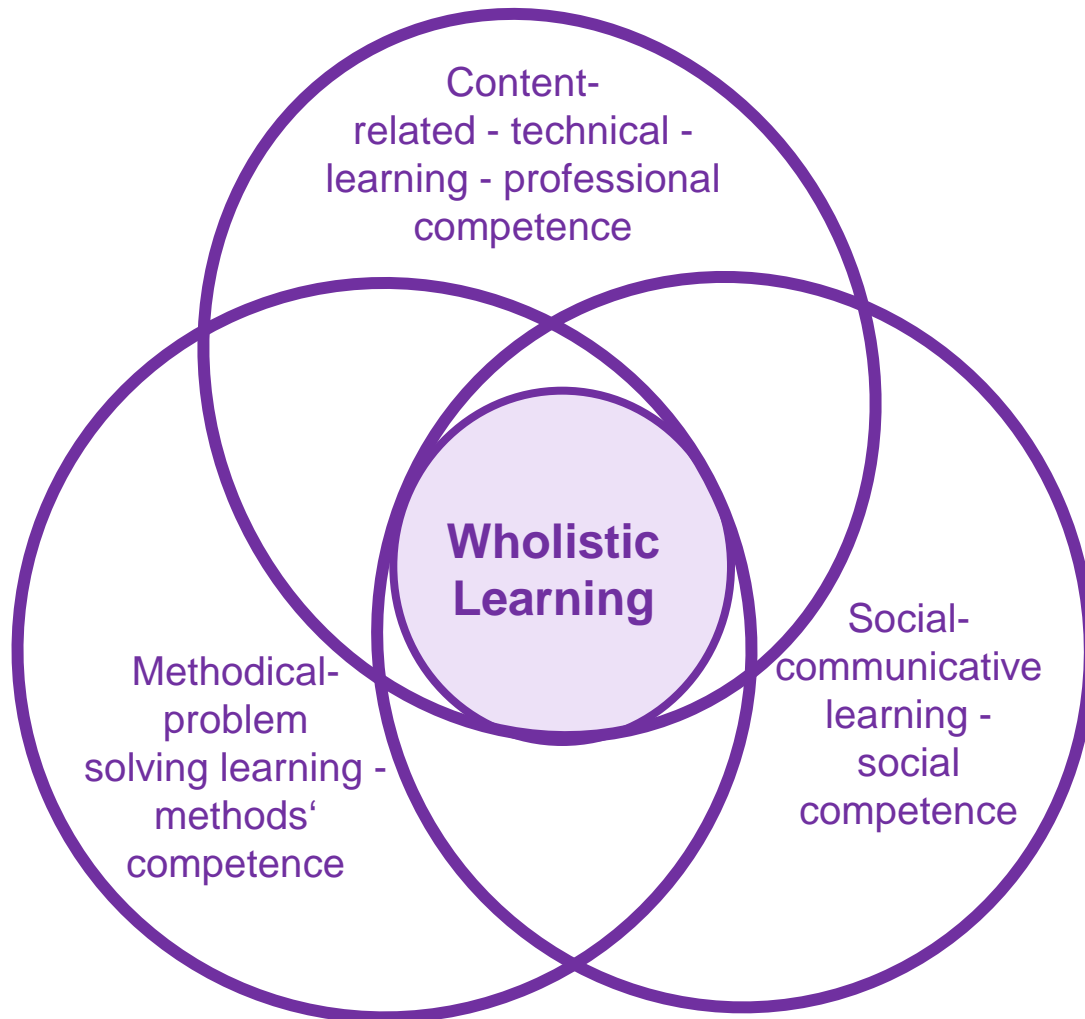 Content-
related - technical -
learning - professional
competence
Wholistic
Learning
Methodical-
problem
solving learning -
methods‘
competence
Social-
communicative
learning -
social
competence